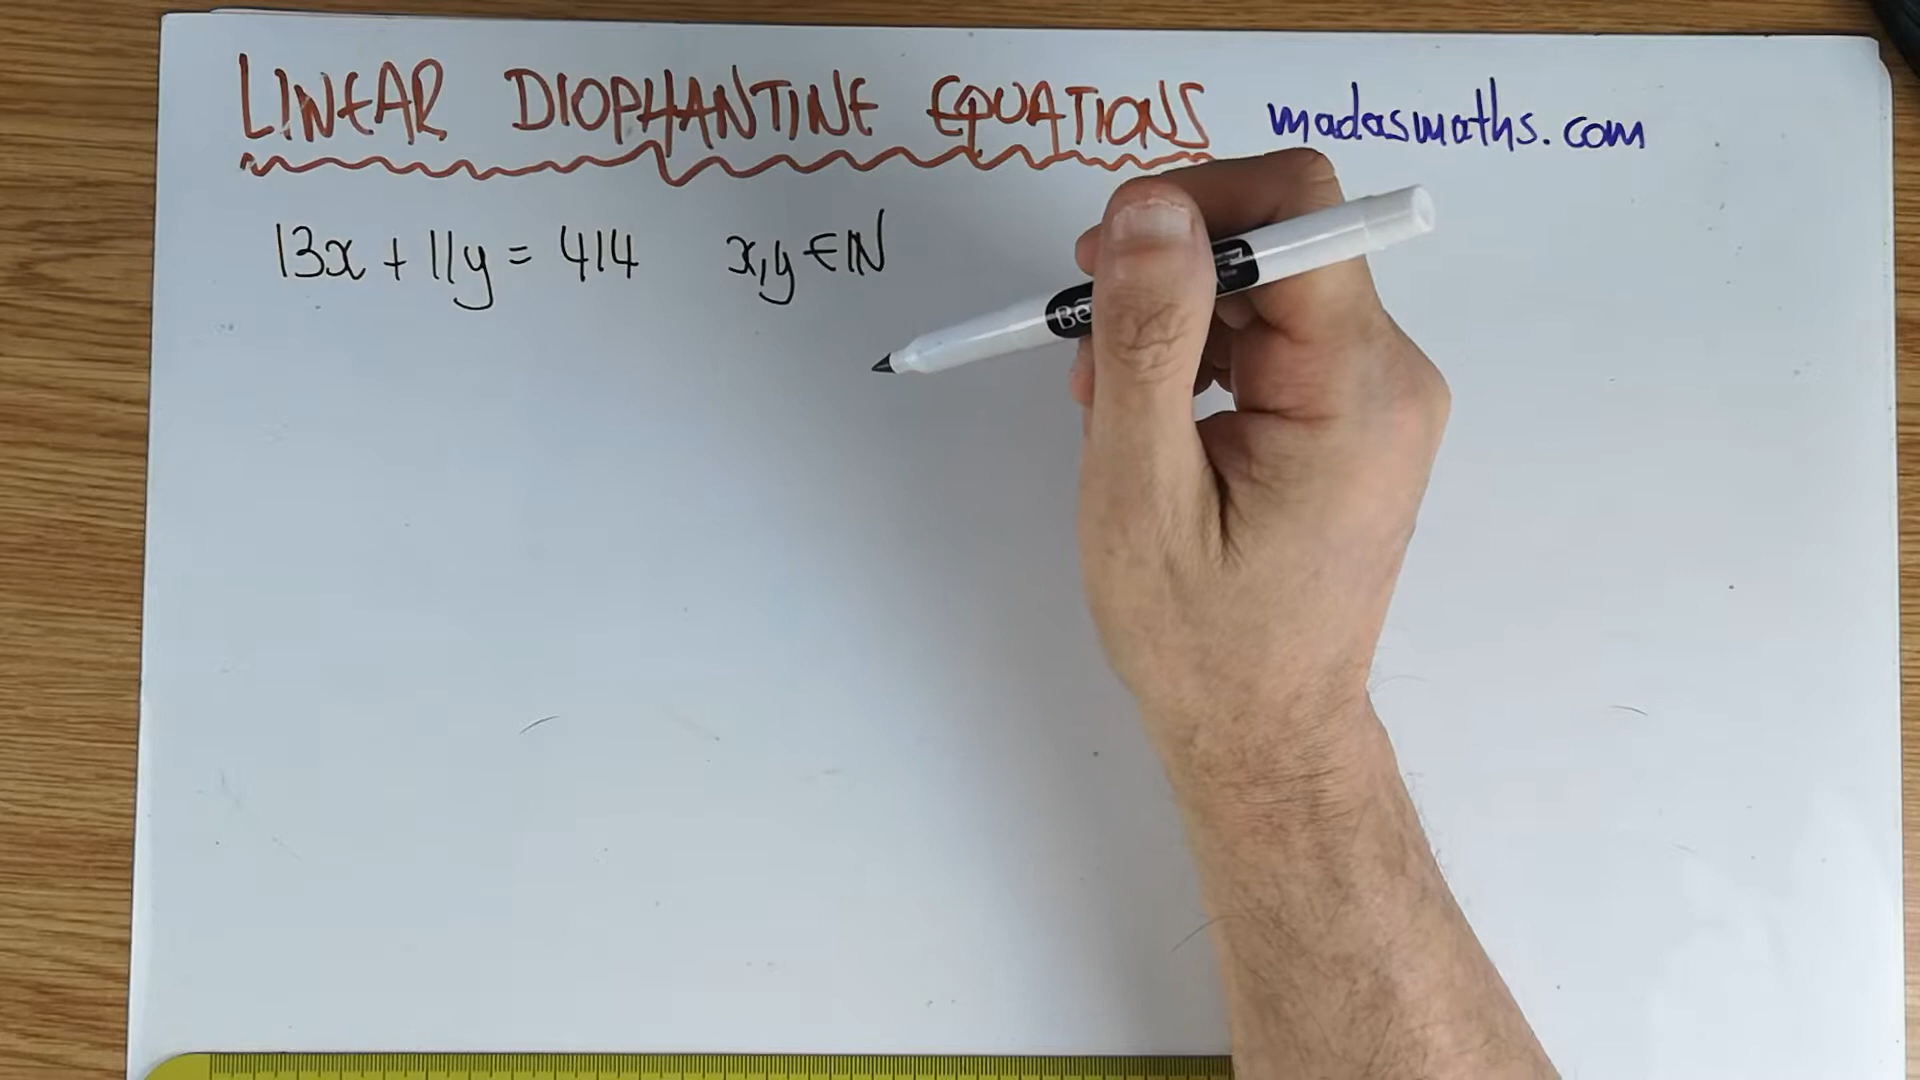 LINEAR DIOPHANTINE EQUATIONS madasmaths.com
13x + 11y = 414 x,y ∈ ℕ